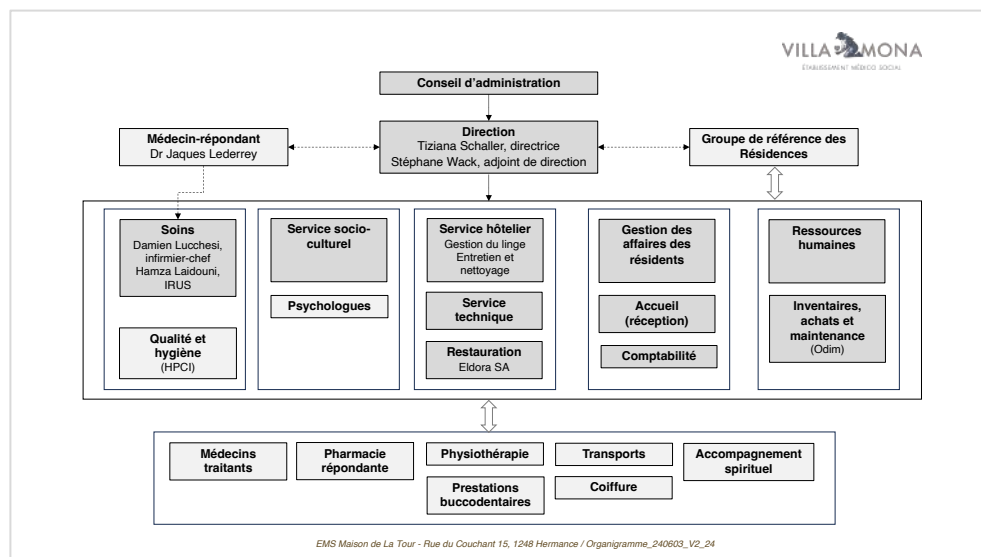 VILLA MONA
ÉTABLISSEMENT MÉDICO SOCIAL
Conseil d'administration
Médecin-répondant
Dr Jaques Lederrey
Direction
Tiziana Schaller, directrice
Stéphane Wack, adjoint de direction
Groupe de référence des
Résidences
Soins
Damien Lucchesi,
infirmier-chef
Hamza Laidouni,
IRUS
Qualité et
hygiène
(HPCI)
Service socio-
culturel
Psychologues
Service hôtelier
Gestion du linge
Entretien et
nettoyage
Service
technique
Restauration
Eldora SA
Gestion des
affaires des
résidents
Accueil
(réception)
Comptabilité
Ressources
humaines
Inventaires,
achats et
maintenance
(Odim)
Médecins
traitants
Pharmacie
répondante
Physiothérapie
Prestations
buccodentaires
Transports
Coiffure
Accompagnement
spirituel
EMS Maison de La Tour - Rue du Couchant 15, 1248 Hermance / Organigramme_240603_V2_24